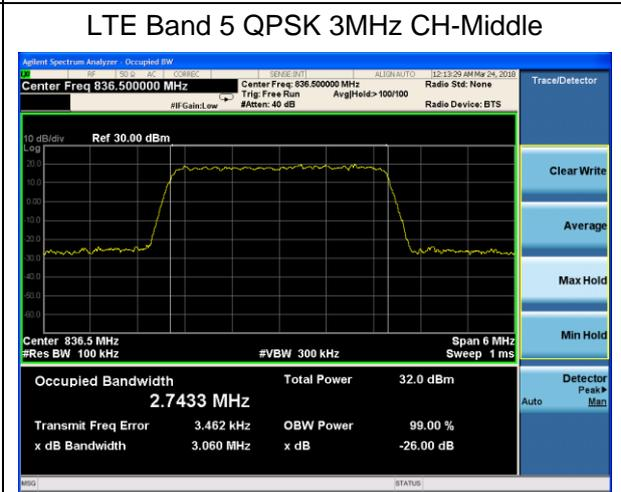 LTE Band 5 QPSK 3MHz CH-Middle
Agilent Spectrum Analyzer - Occupied BW
LXI RF 50 Ω AC CORREC SENSE:INT ALIGN AUTO 12:13:29 AM Mar 24, 2018
Center Freq 836.500000 MHz Center Freq: 836.500000 MHz Radio Std: None Trace/Detector
Trig: Free Run Avg|Hold:> 100/100
#IFGain:Low #Atten: 40 dB Radio Device: BTS
10 dB/div Ref 30.00 dBm
Log
20.0
10.0
0.00
-10.0
-20.0
-30.0
-40.0
-50.0
-60.0
Clear Write
Average
Max Hold
Min Hold
Center 836.5 MHz Span 6 MHz
#Res BW 100 kHz #VBW 300 kHz Sweep 1 ms
Occupied Bandwidth Total Power 32.0 dBm
2.7433 MHz
Transmit Freq Error 3.462 kHz OBW Power 99.00 %
x dB Bandwidth 3.060 MHz x dB -26.00 dB
Detector
Peak▶
Auto Man
MSG STATUS